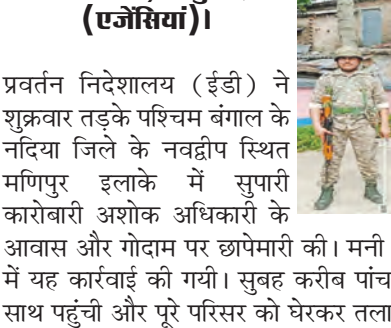 (एजेंसियां)।
प्रवर्तन निदेशालय (ईडी) ने
शुक्रवार तड़के पश्चिम बंगाल के
नदिया जिले के नवद्वीप स्थित
मणिपुर इलाके में सुपारी
कारोबारी अशोक अधिकारी के
आवास और गोदाम पर छापेमारी की। मनी
में यह कार्रवाई की गयी। सुबह करीब पांच
साथ पहुंची और पूरे परिसर को घेरकर तला